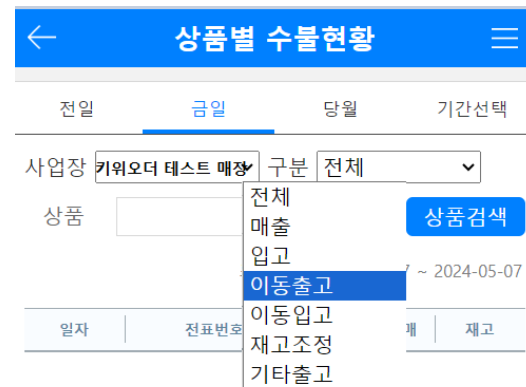 상품별 수불현황
전일 금일 당월 기간선택
사업장 키위오더 테스트 매장 구분 전체
전체
매출
입고
이동출고
이동입고
재고조정
기타출고
상품 상품검색
~ 2024-05-07
일자 전표번호 재고